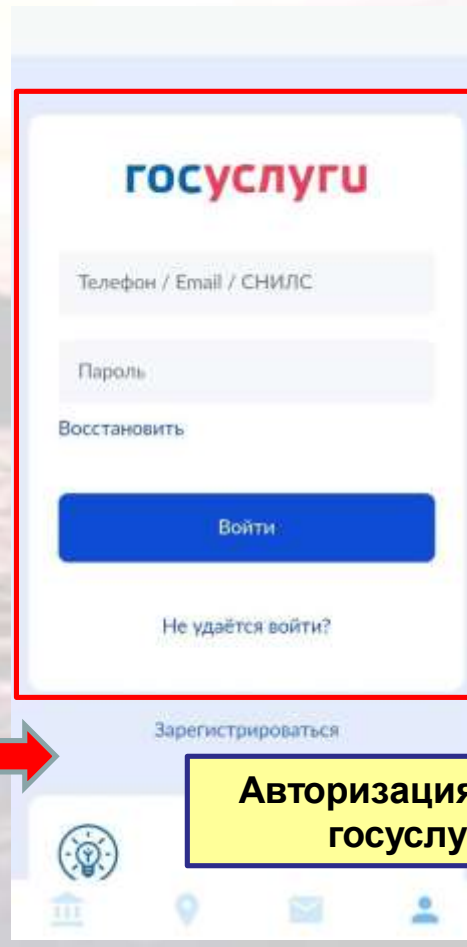 госуслуги
Телефон / Email / СНИЛС
Пароль
Восстановить
Войти
Не удаётся войти?
Зарегистрироваться
Авторизация
госуслу